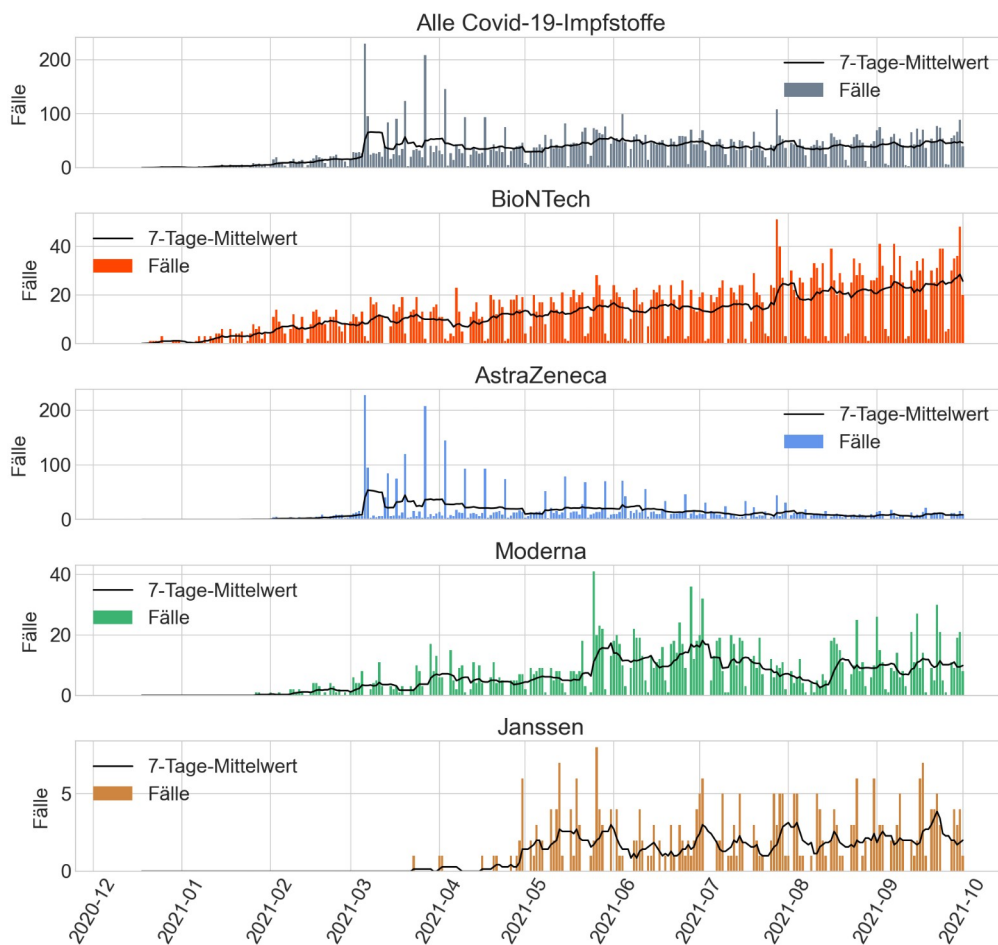 Alle Covid-19-Impfstoffe
Fälle
200
100
0
7-Tage-Mittelwert
Fälle
BioNTech
Fälle
40
20
0
7-Tage-Mittelwert
Fälle
AstraZeneca
Fälle
200
100
0
7-Tage-Mittelwert
Fälle
Moderna
Fälle
40
20
0
7-Tage-Mittelwert
Fälle
Janssen
Fälle
5
0
7-Tage-Mittelwert
Fälle
2020-12
2021-01
2021-02
2021-03
2021-04
2021-05
2021-06
2021-07
2021-08
2021-09
2021-10